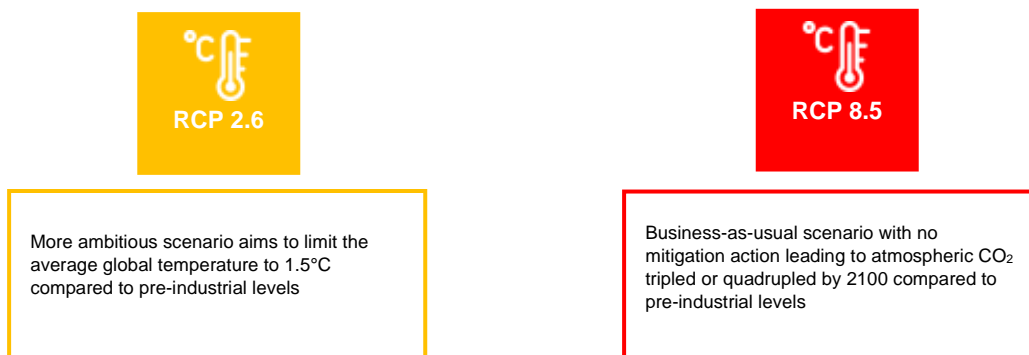 °C
RCP 2.6
More ambitious scenario aims to limit the
average global temperature to 1.5°C
compared to pre-industrial levels
°C
RCP 8.5
Business-as-usual scenario with no
mitigation action leading to atmospheric CO₂
tripled or quadrupled by 2100 compared to
pre-industrial levels